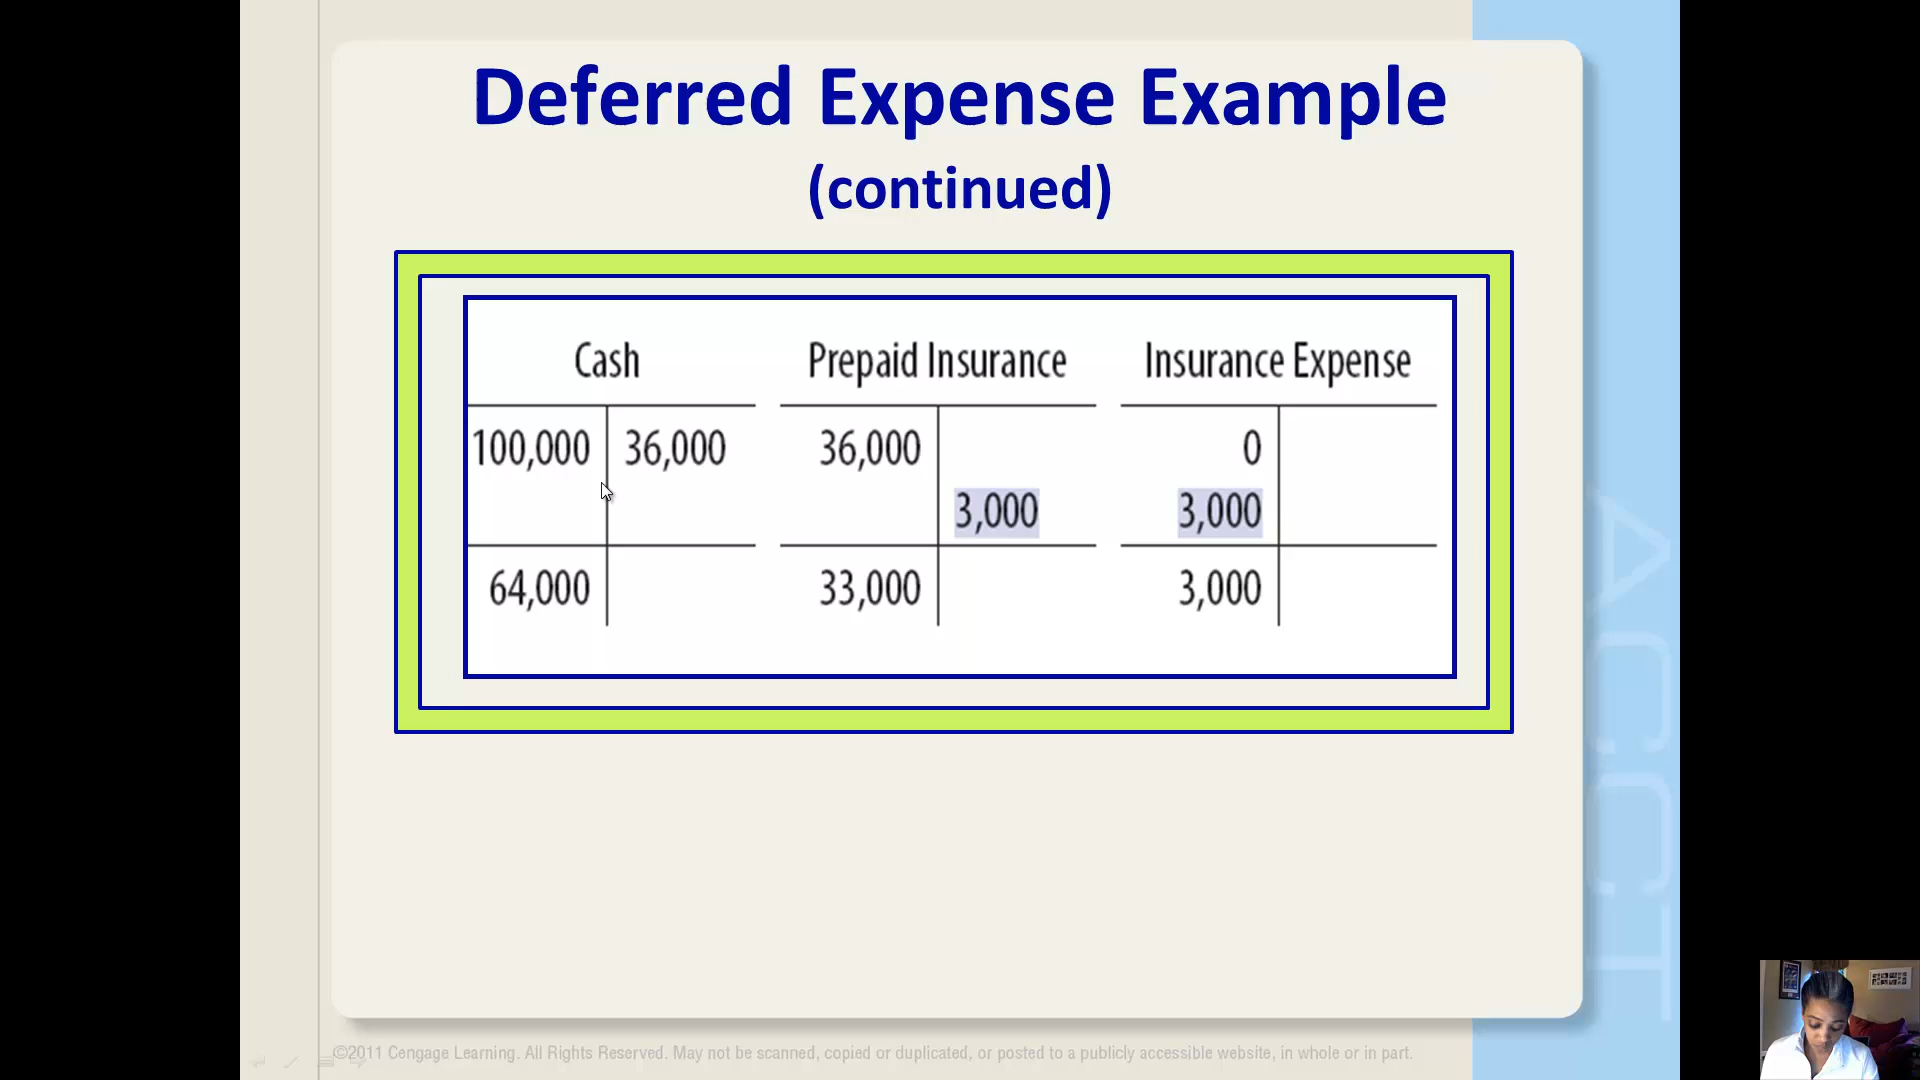 Deferred Expense Example
(continued)
Cash Prepaid Insurance Insurance Expense
100,000 36,000 36,000 0
3,000 3,000
64,000 33,000 3,000
©2011 Cengage Learning. All Rights Reserved. May not be scanned, copied or duplicated, or posted to a publicly accessible website, in whole or in part.
ACCT